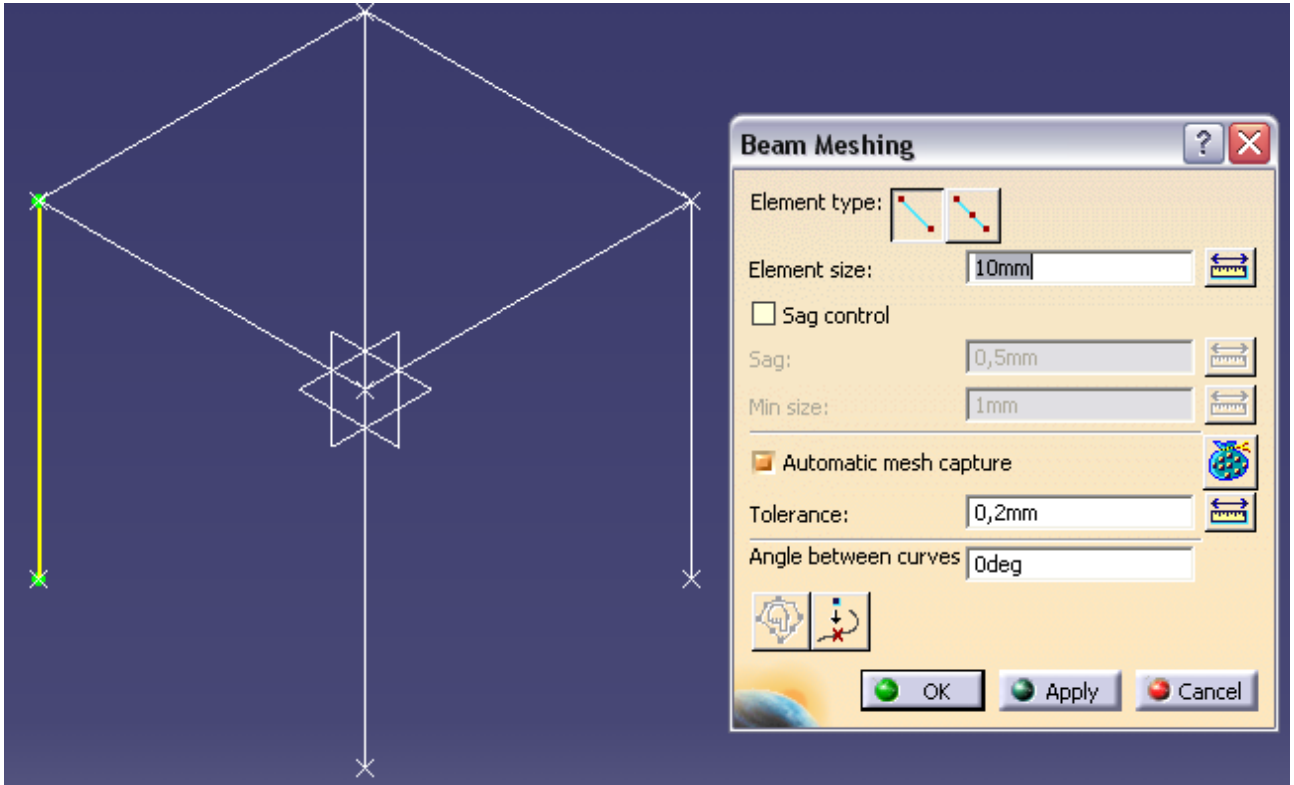 Beam Meshing ?
Element type:
Element size: 10mm
Sag control
Sag: 0,5mm
Min size: 1mm
Automatic mesh capture
Tolerance: 0,2mm
Angle between curves 0deg
OK Apply Cancel